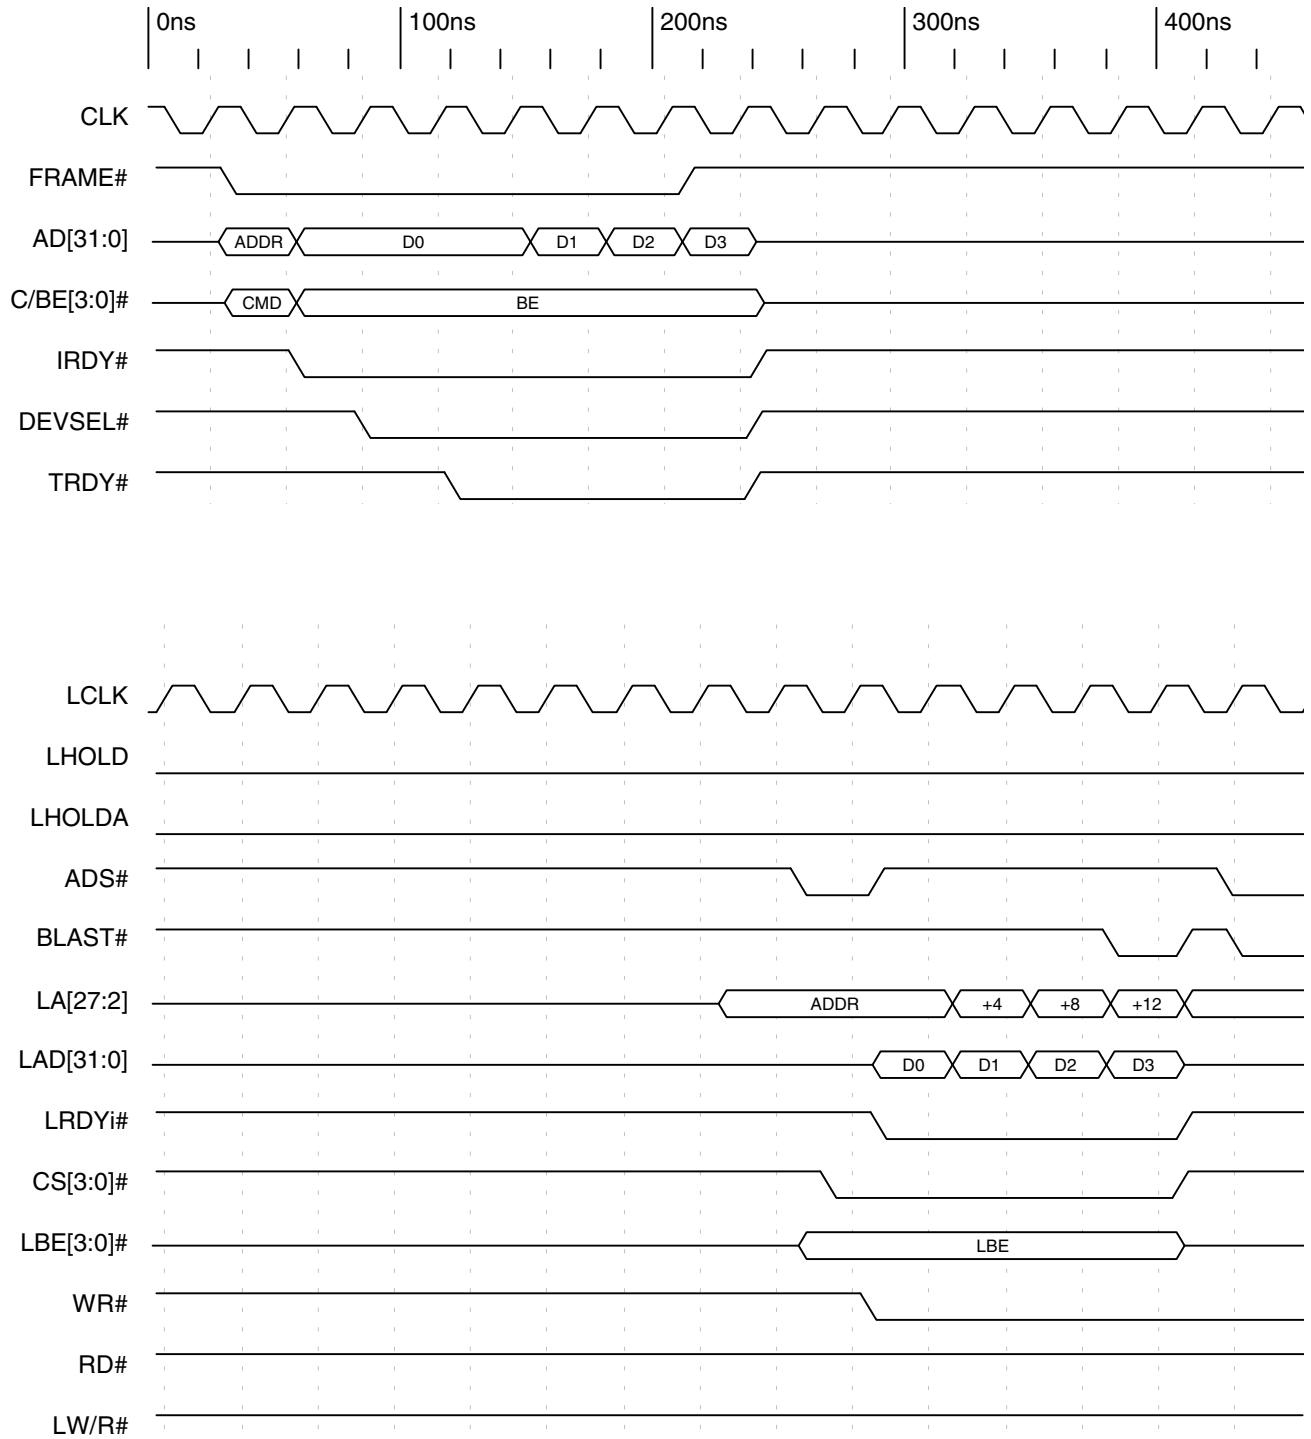 0ns 100ns 200ns 300ns 400ns
CLK
FRAME#
AD[31:0] ADDR D0 D1 D2 D3
C/BE[3:0]# CMD BE
IRDY#
DEVSEL#
TRDY#
LCLK
LHOLD
LHOLDA
ADS#
BLAST#
LA[27:2] ADDR +4 +8 +12
LAD[31:0] D0 D1 D2 D3
LRDYi#
CS[3:0]#
LBE[3:0]# LBE
WR#
RD#
LW/R#